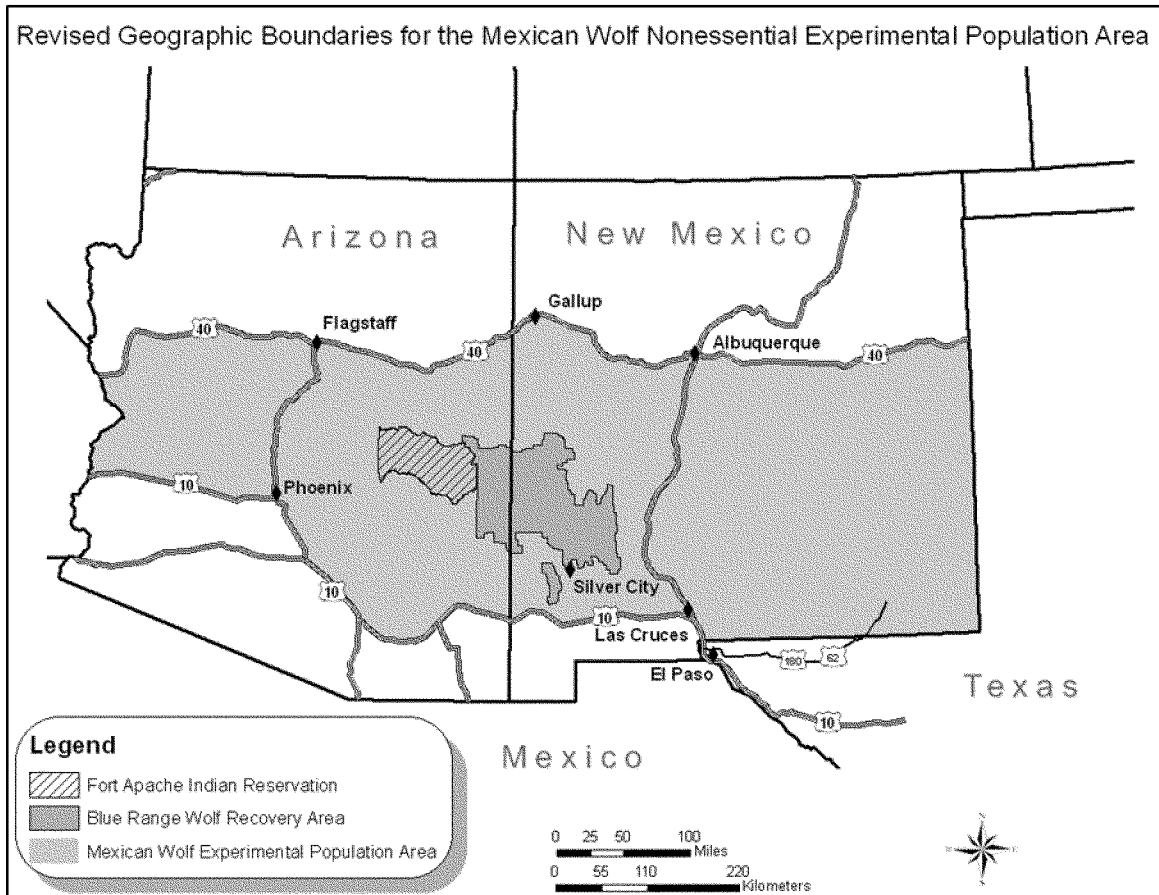 Revised Geographic Boundaries for the Mexican Wolf Nonessential Experimental Population Area
Arizona
New Mexico
Gallup
Flagstaff
40
40
Albuquerque
40
10
Phoenix
10
Silver City
10
Las Cruces
180
62
El Paso
Texas
10
Mexico
Legend
Fort Apache Indian Reservation
Blue Range Wolf Recovery Area
Mexican Wolf Experimental Population Area
0 25 50 100
Miles
0 55 110 220
Kilometers